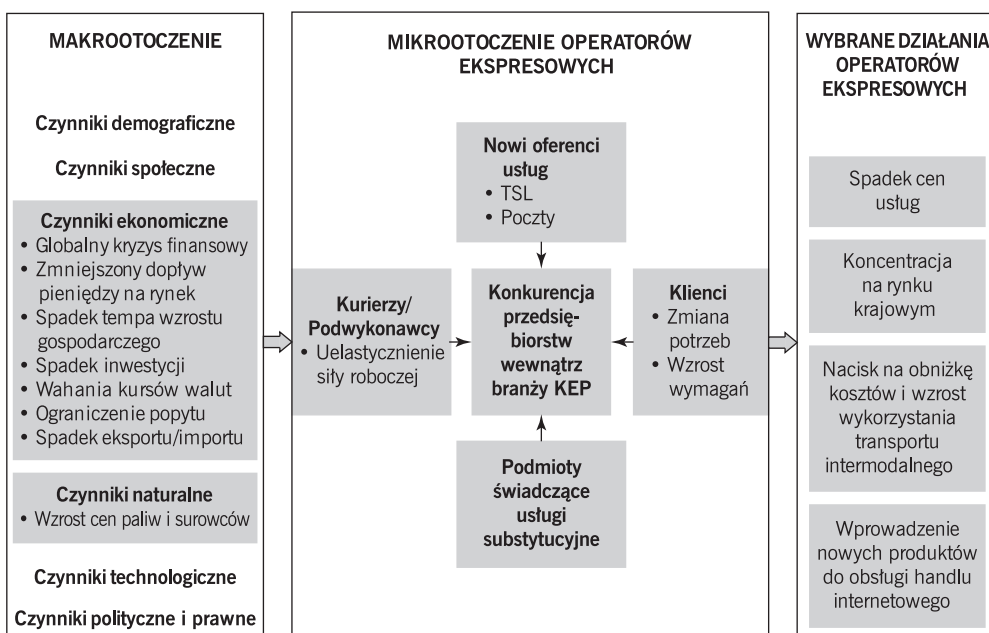 MAKROOTOCZENIE
Czynniki demograficzne
Czynniki społeczne
Czynniki ekonomiczne
• Globalny kryzys finansowy
• Zmniejszony dopływ
pieniędzy na rynek
• Spadek tempa wzrostu
gospodarczego
• Spadek inwestycji
• Wahania kursów walut
• Ograniczenie popytu
• Spadek eksportu/importu
Czynniki naturalne
• Wzrost cen paliw i surowców
Czynniki technologiczne
Czynniki polityczne i prawne
MIKROOTOCZENIE OPERATORÓW
EKSPRESOWYCH
Nowi oferenci
usług
• TSL
• Poczty
Kurierzy/
Podwykonawcy
• Uelastycznienie
siły roboczej
Konkurencja
przedsię-
biorstw
wewnątrz
branży KEP
Klienci
• Zmiana
potrzeb
• Wzrost
wymagań
Podmioty
świadczące
usługi
substytucyjne
WYBRANE DZIAŁANIA
OPERATORÓW
EKSPRESOWYCH
Spadek cen
usług
Koncentracja
na rynku
krajowym
Nacisk na obniżkę
kosztów i wzrost
wykorzystania
transportu
intermodalnego
Wprowadzenie
nowych produktów
do obsługi handlu
internetowego